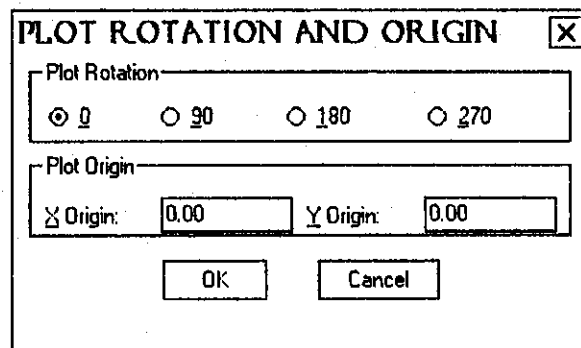 PLOT ROTATION AND ORIGIN
Plot Rotation
0 90 180 270
Plot Origin
X Origin: 0.00 Y Origin: 0.00
OK Cancel